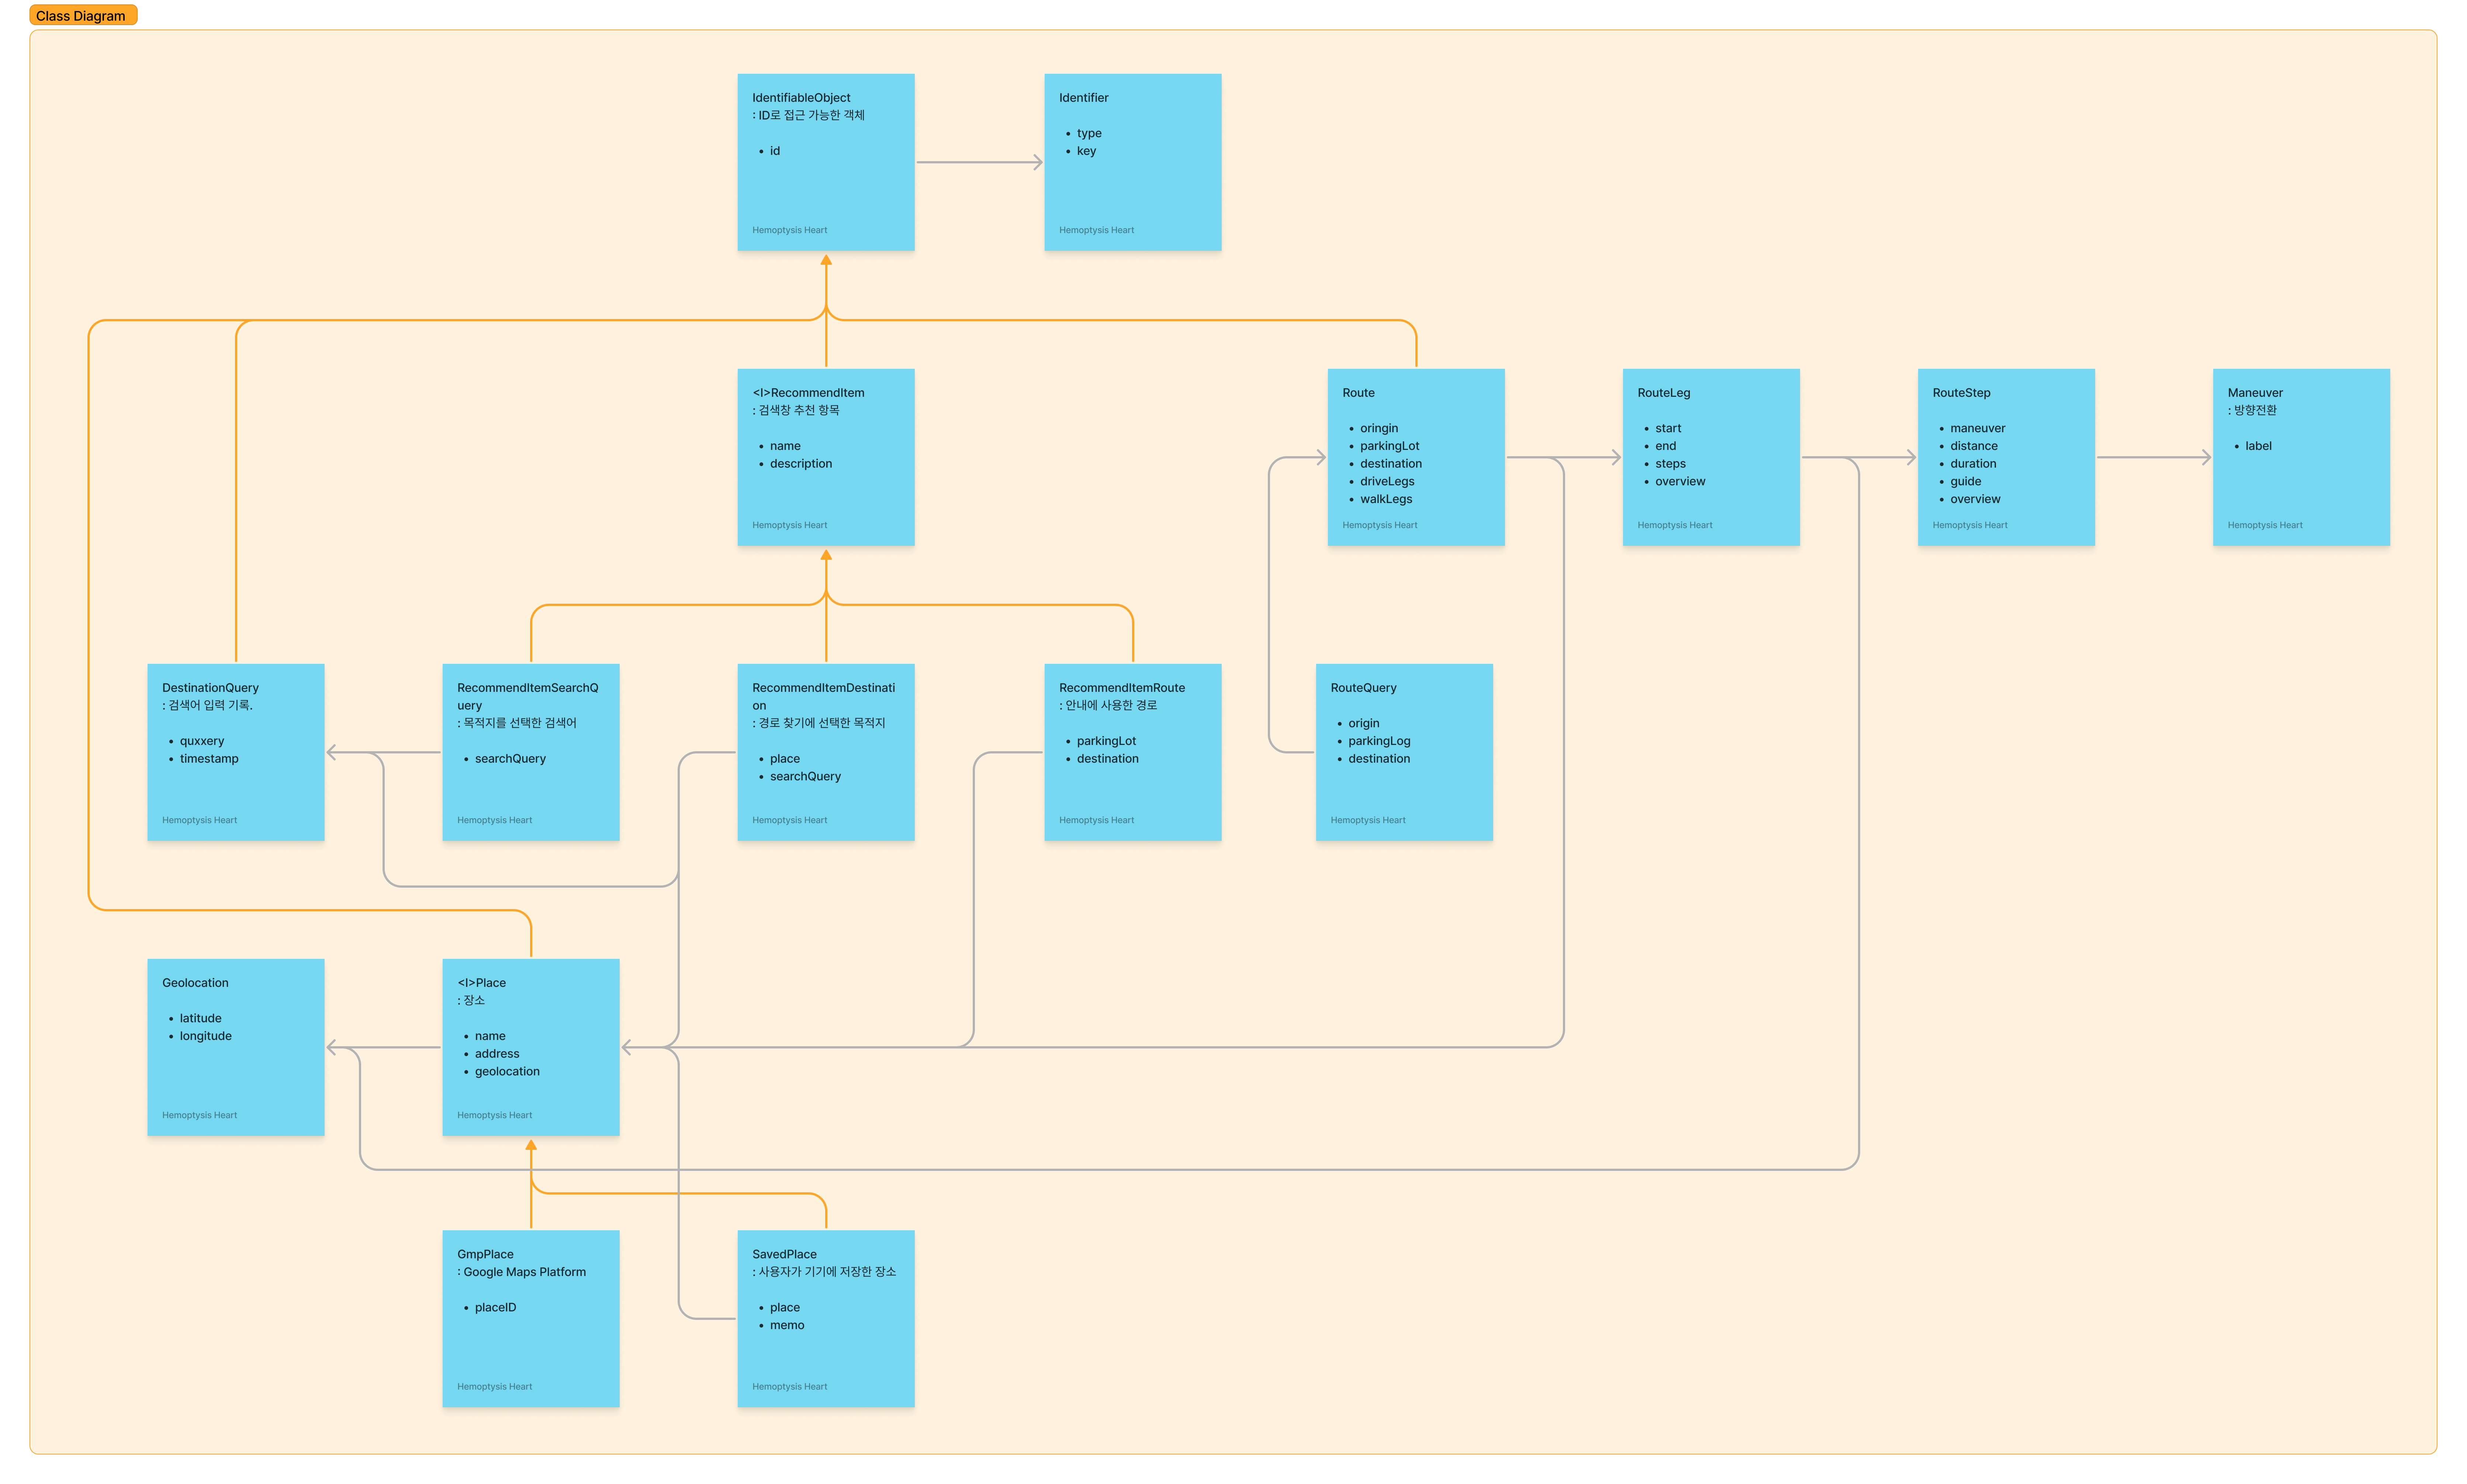 Class Diagram
IdentifiableObject
: ID로 접근 가능한 객체
• id
Hemoptysis Heart
Identifier
• type
• key
Hemoptysis Heart
<I>RecommendItem
: 검색창 추천 항목
• name
• description
Hemoptysis Heart
Route
• oringin
• parkingLot
• destination
• driveLegs
• walkLegs
Hemoptysis Heart
RouteLeg
• start
• end
• steps
• overview
Hemoptysis Heart
RouteStep
• maneuver
• distance
• duration
• guide
• overview
Hemoptysis Heart
Maneuver
: 방향전환
• label
Hemoptysis Heart
DestinationQuery
: 검색어 입력 기록.
• quxxery
• timestamp
Hemoptysis Heart
RecommendItemSearchQ
uery
: 목적지를 선택한 검색어
• searchQuery
Hemoptysis Heart
RecommendItemDestinati
on
: 경로 찾기에 선택한 목적지
• place
• searchQuery
Hemoptysis Heart
RecommendItemRoute
: 안내에 사용한 경로
• parkingLot
• destination
Hemoptysis Heart
RouteQuery
• origin
• parkingLog
• destination
Hemoptysis Heart
Geolocation
• latitude
• longitude
Hemoptysis Heart
<I>Place
: 장소
• name
• address
• geolocation
Hemoptysis Heart
GmpPlace
: Google Maps Platform
• placeID
Hemoptysis Heart
SavedPlace
: 사용자가 기기에 저장한 장소
• place
• memo
Hemoptysis Heart